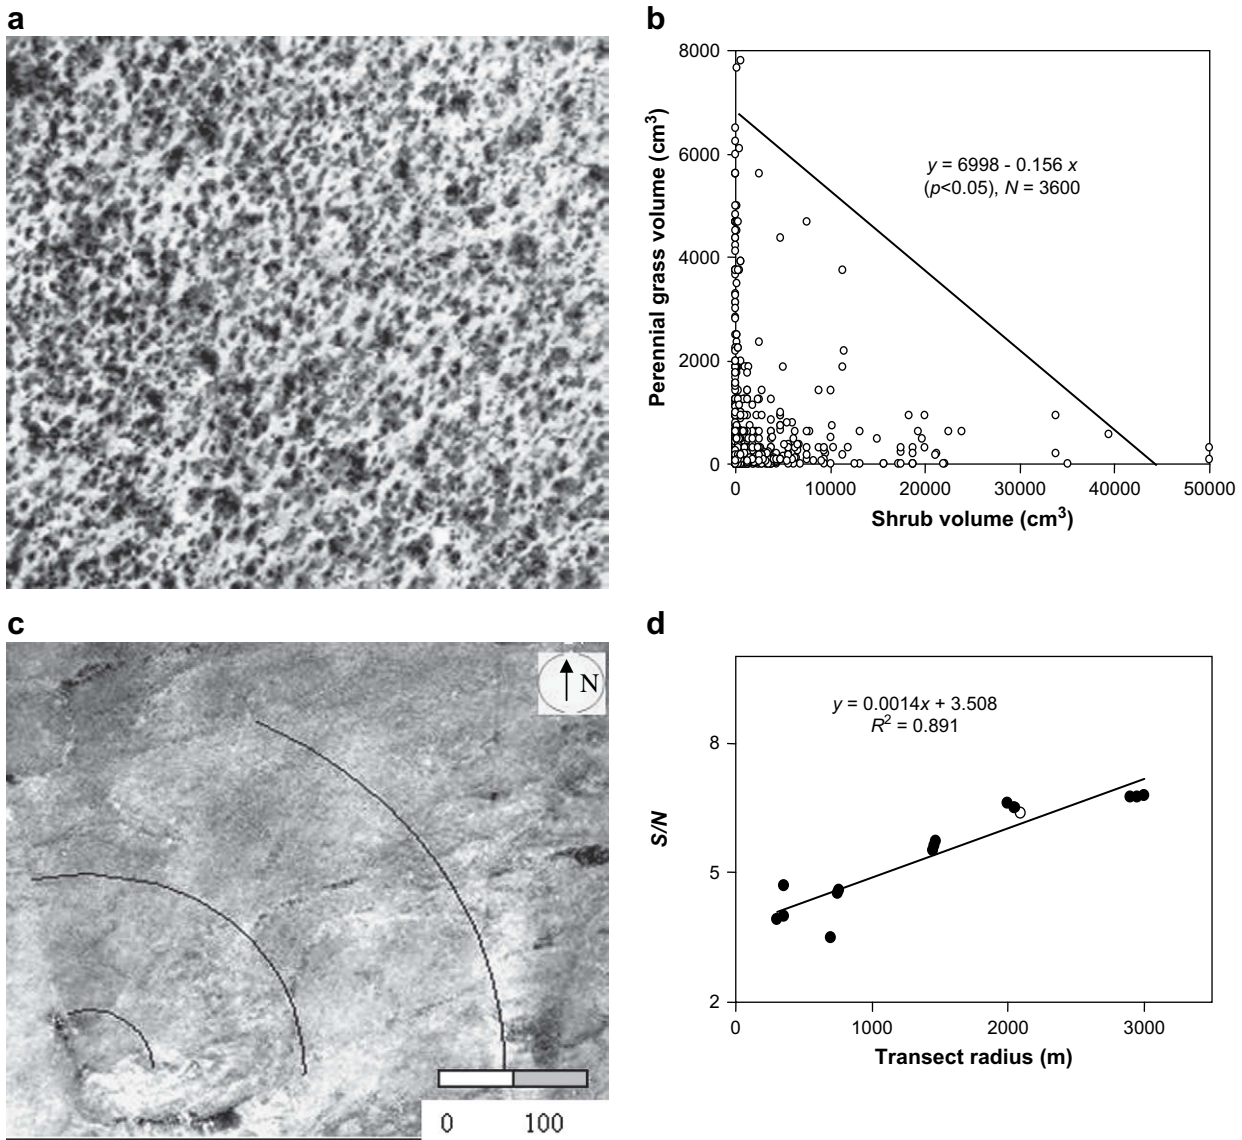 a
b
8000
6000
4000
2000
0
Perennial grass volume (cm³)
y = 6998 - 0.156 x
(p<0.05), N = 3600
0 10000 20000 30000 40000 50000
Shrub volume (cm³)
c
N
0 100
d
8
5
2
S/N
y = 0.0014x + 3.508
R² = 0.891
0 1000 2000 3000
Transect radius (m)